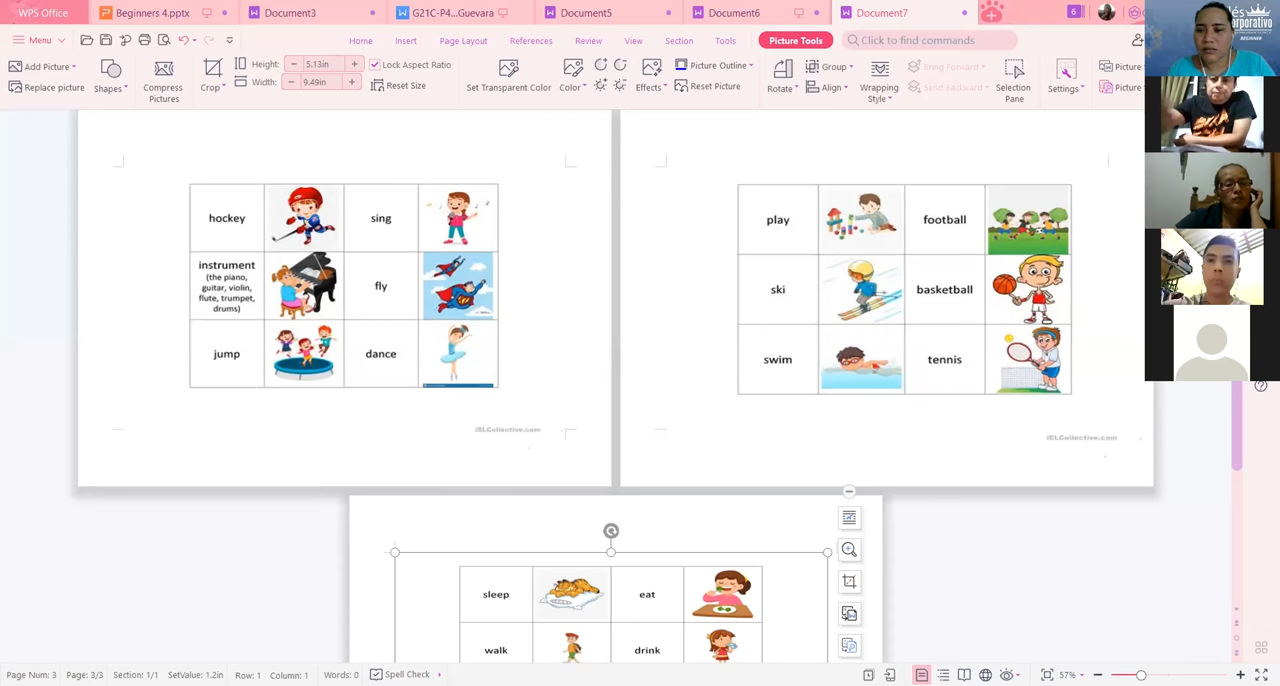 WPS Office
Beginners 4.pptx
Document3
G21C-P4...Guevara
Document5
Document6
Document7
6
Menu
Home
Insert
Page Layout
References
Review
View
Section
Tools
Picture Tools
Click to find commands
Add Picture
Replace picture
Shapes
Compress Pictures
Crop
Height:
5.13in
Width:
9.49in
Lock Aspect Ratio
Reset Size
Set Transparent Color
Color
Effects
Picture Outline
Reset Picture
Rotate
Group
Align
Wrapping Style
Bring Forward
Send Backward
Selection Pane
Settings
Picture
Picture
hockey
sing
instrument
(the piano,
guitar, violin,
flute, trumpet,
drums)
fly
jump
dance
iSLCollective.com
play
football
ski
basketball
swim
tennis
iSLCollective.com
sleep
eat
walk
drink
Page Num: 3
Page: 3/3
Section: 1/1
SetValue: 1.2in
Row: 1
Column: 1
Words: 0
Spell Check
57%